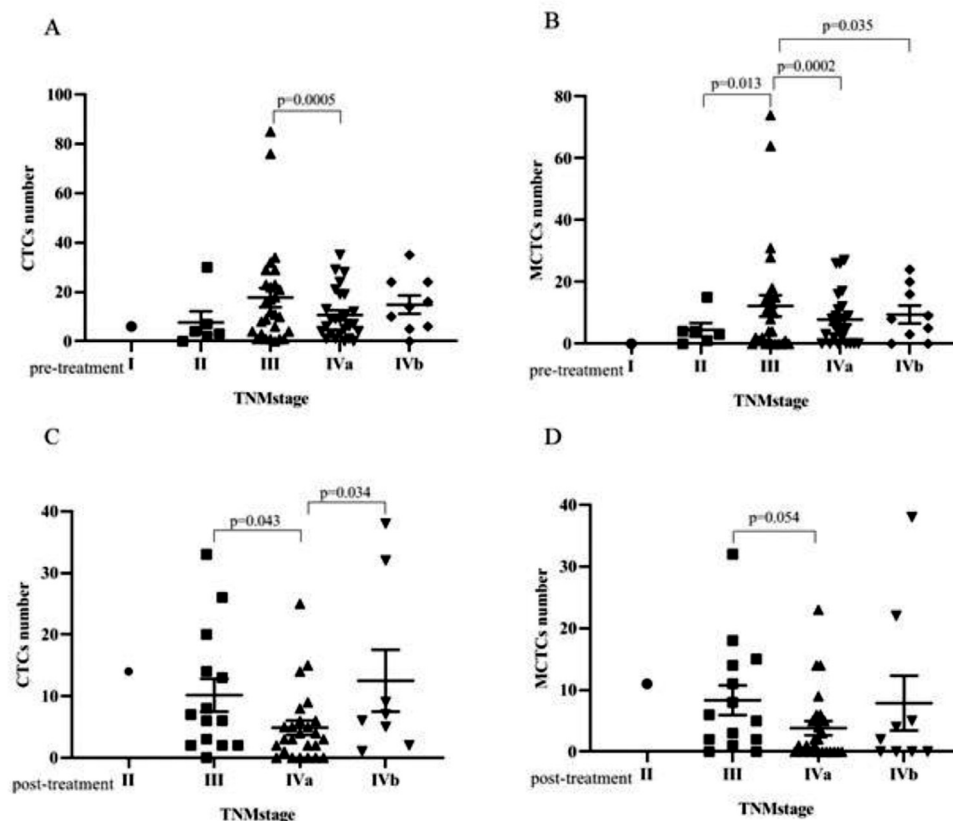 A
p=0.0005
100
80
60
40
20
0
CTCs number
pre-treatment I II III IVa IVb
TNMstage
B
p=0.035
p=0.0002
p=0.013
80
60
40
20
0
MCTCs number
pre-treatment I II III IVa IVb
TNMstage
C
p=0.034
p=0.043
40
30
20
10
0
CTCs number
post-treatment II III IVa IVb
TNMstage
D
p=0.054
40
30
20
10
0
MCTCs number
post-treatment II III IVa IVb
TNMstage